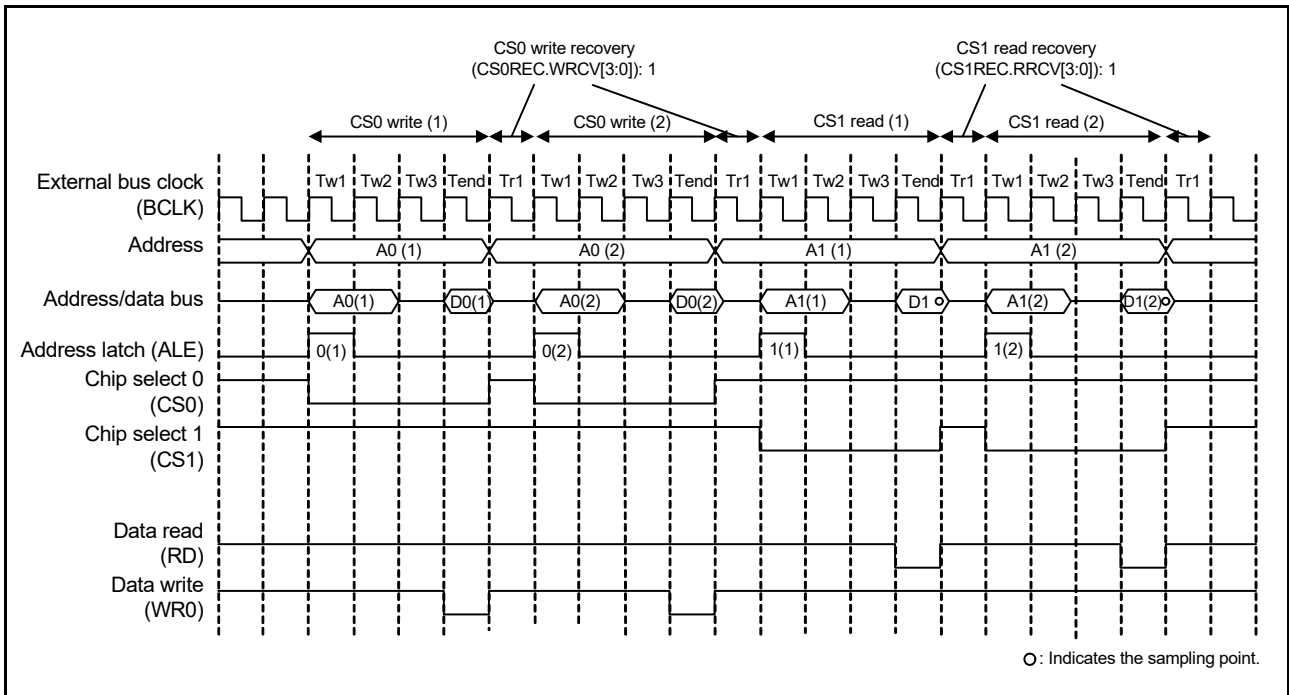 CS0 write recovery
(CS0REC.WRCV[3:0]): 1
CS1 read recovery
(CS1REC.RRCV[3:0]): 1
CS0 write (1)
CS0 write (2)
CS1 read (1)
CS1 read (2)
External bus clock
(BCLK)
Tw1 Tw2 Tw3 Tend Tr1 Tw1 Tw2 Tw3 Tend Tr1 Tw1 Tw2 Tw3 Tend Tr1 Tw1 Tw2 Tw3 Tend Tr1
Address
A0 (1) A0 (2) A1 (1) A1 (2)
Address/data bus
A0(1) D0(1) A0(2) D0(2) A1(1) D1 A1(2) D1(2)
Address latch (ALE)
0(1) 0(2) 1(1) 1(2)
Chip select 0
(CS0)
Chip select 1
(CS1)
Data read
(RD)
Data write
(WR0)
: Indicates the sampling point.